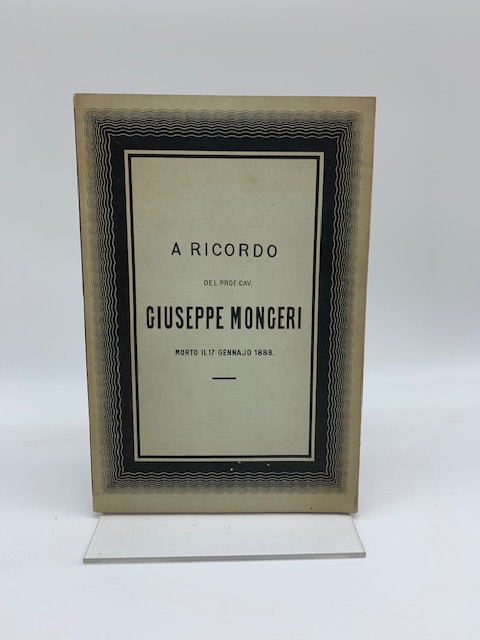 A RICORDO
DEL PROF. CAV.
GIUSEPPE MONGERI
MORTO IL 17 GENNAJO 1888.